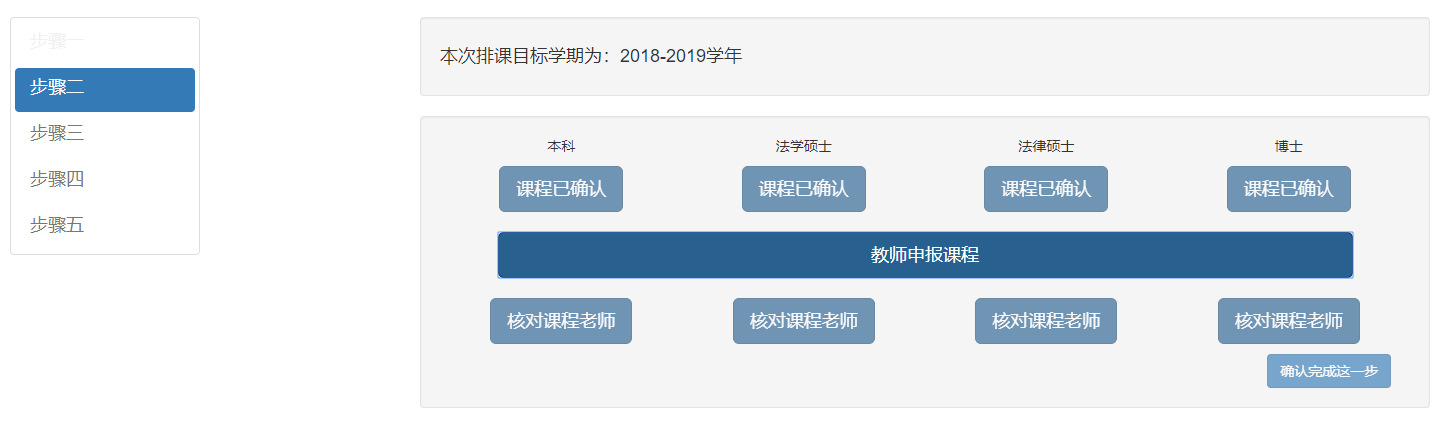 步骤一
步骤二
步骤三
步骤四
步骤五
本次排课目标学期为：2018-2019学年
本科 法学硕士 法律硕士 博士
课程已确认 课程已确认 课程已确认 课程已确认
教师申报课程
核对课程老师 核对课程老师 核对课程老师 核对课程老师
确认完成这一步